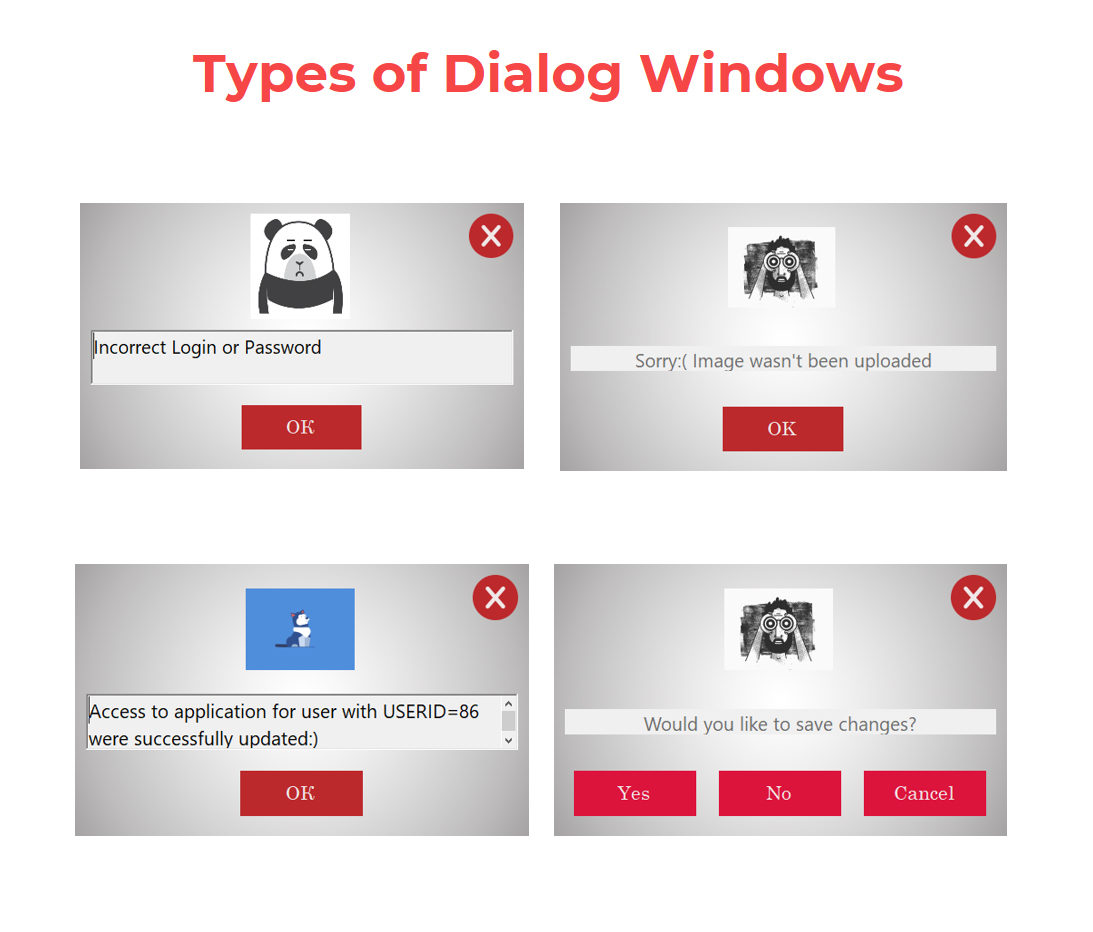 Types of Dialog Windows
Incorrect Login or Password
OK
Sorry:( Image wasn't been uploaded
OK
Access to application for user with USERID=86
were successfully updated:)
OK
Would you like to save changes?
Yes No Cancel